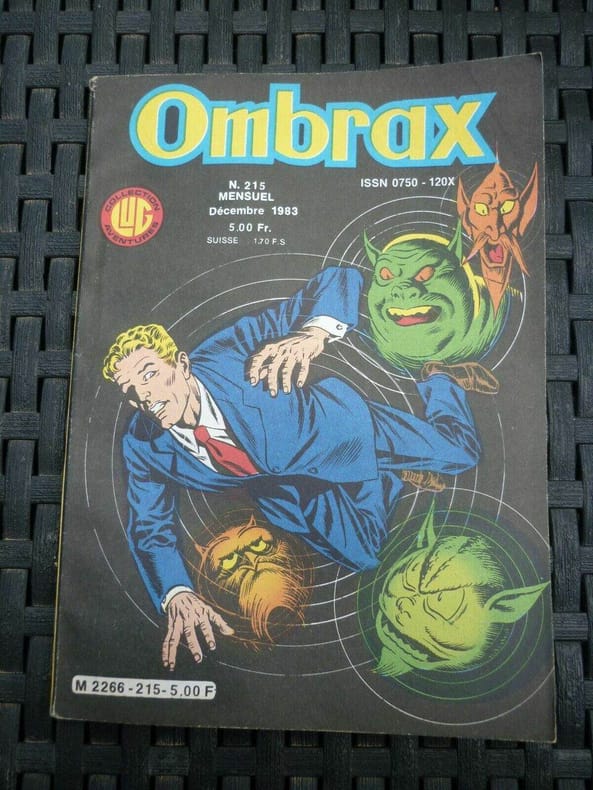 Ombrax
N. 215
MENSUEL
Décembre 1983
5.00 Fr.
SUISSE : 1.70 F.S
ISSN 0750 - 120X
COLLECTION
LUG
AVENTURES
M 2266 - 215 - 5,00 F